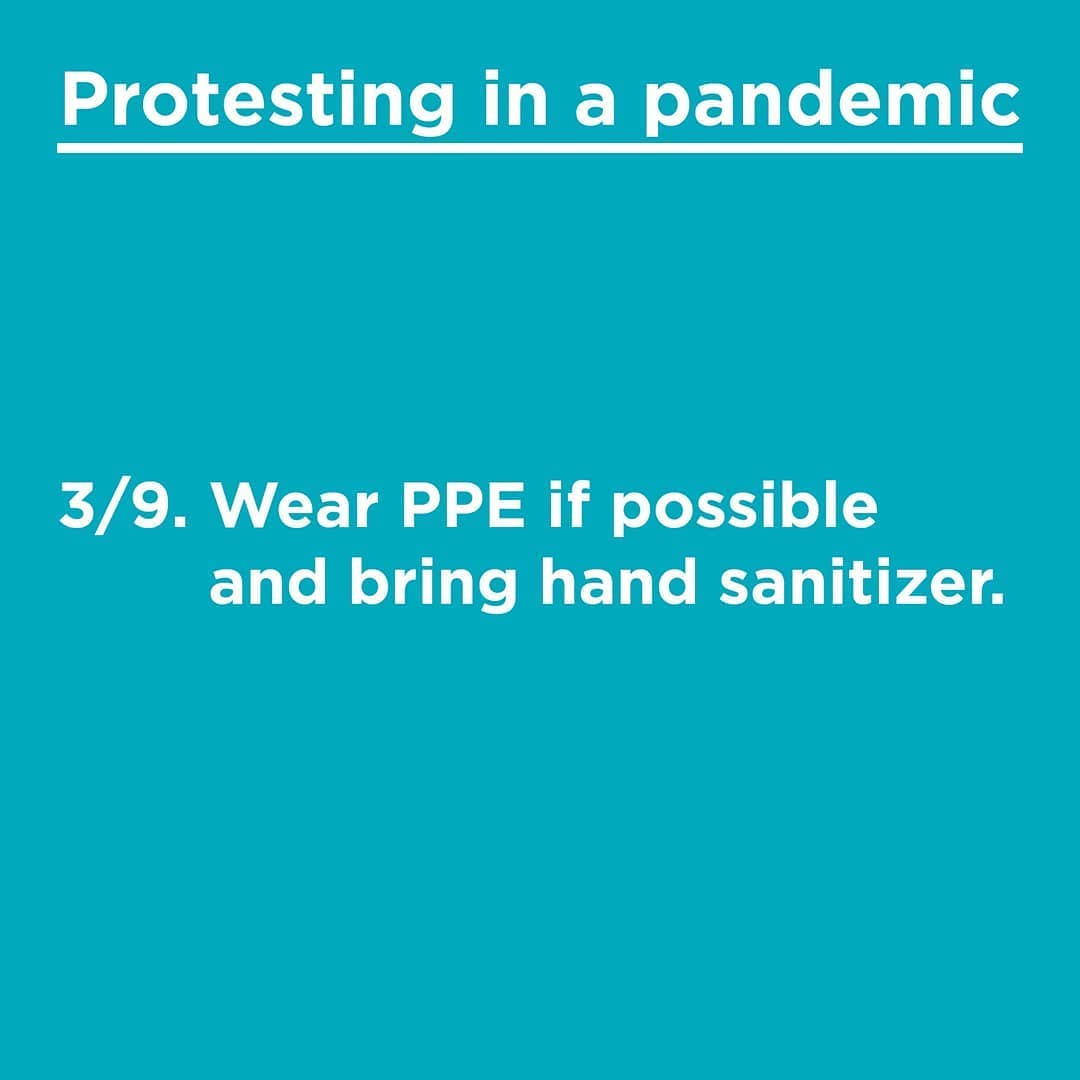 Protesting in a pandemic
3/9. Wear PPE if possible
and bring hand sanitizer.